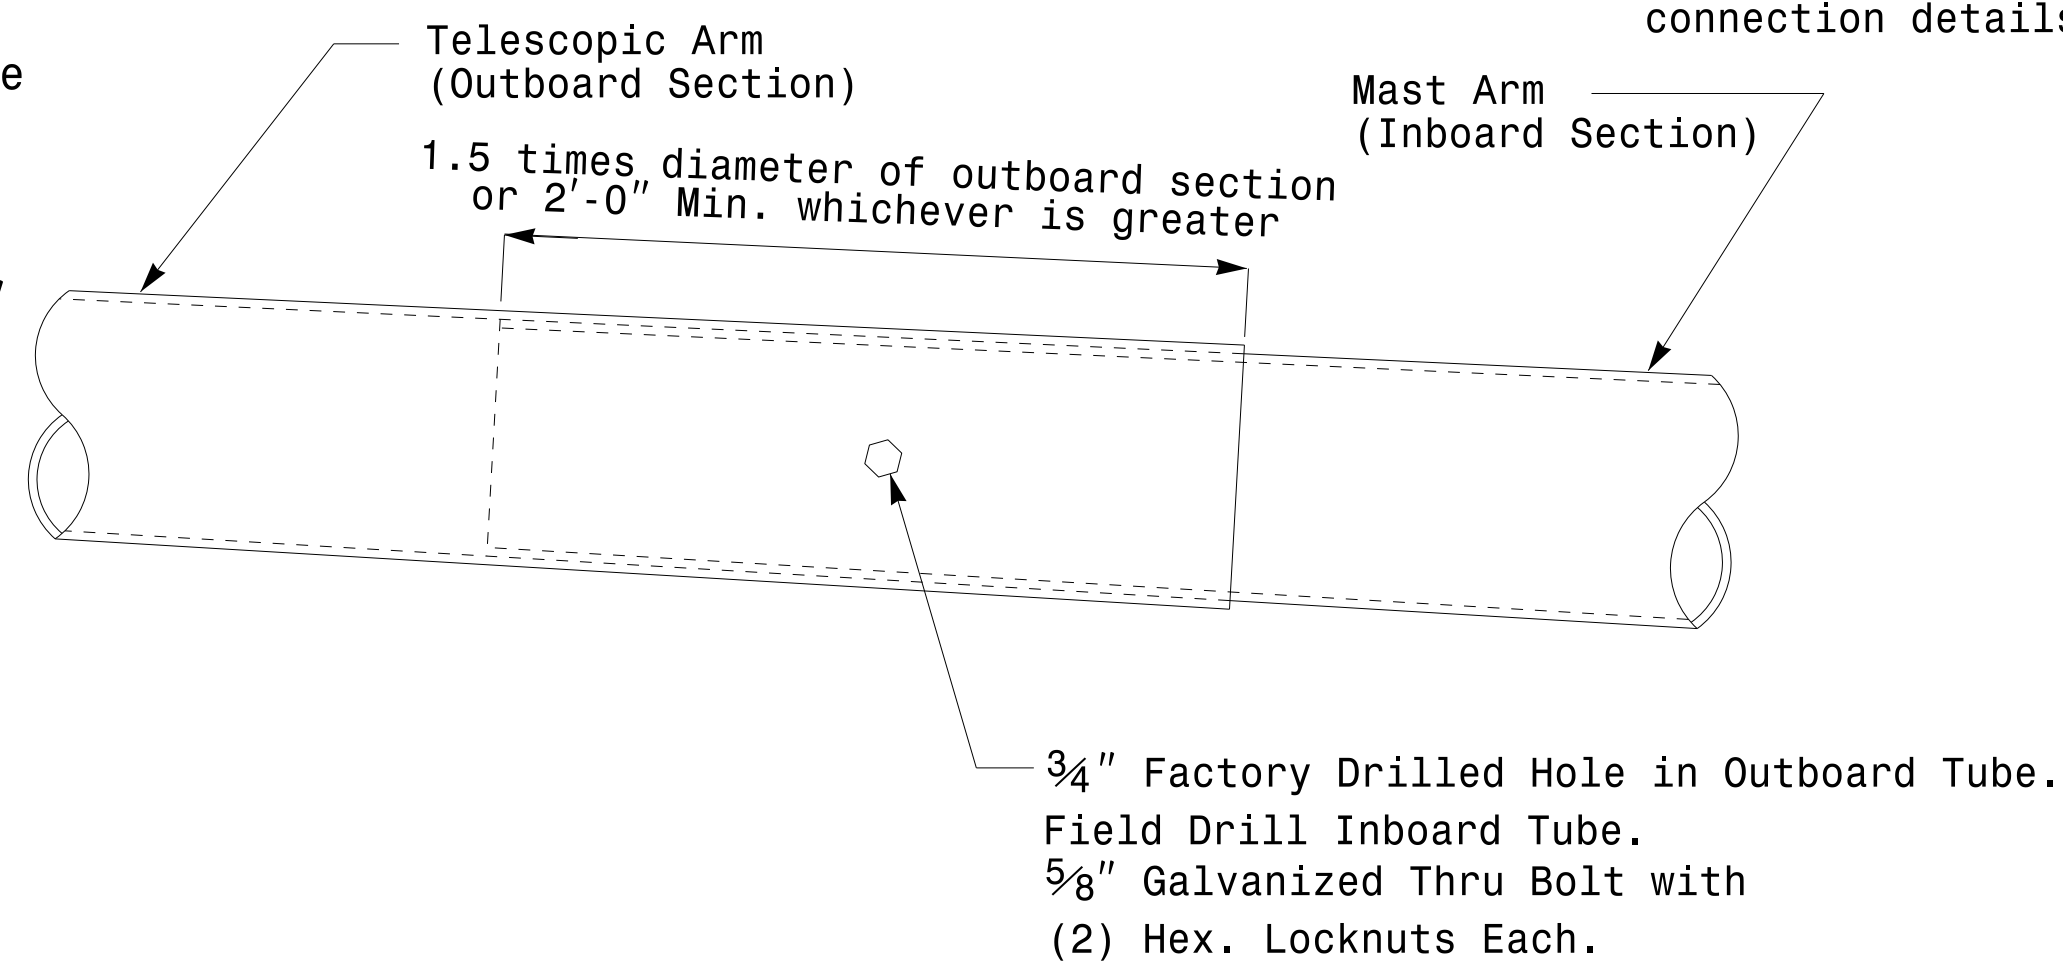 connection details
Telescopic Arm
(Outboard Section)
e
Mast Arm
(Inboard Section)
1.5 times diameter of outboard section
or 2'-0" Min. whichever is greater
3/4" Factory Drilled Hole in Outboard Tube.
Field Drill Inboard Tube.
5/8" Galvanized Thru Bolt with
(2) Hex. Locknuts Each.